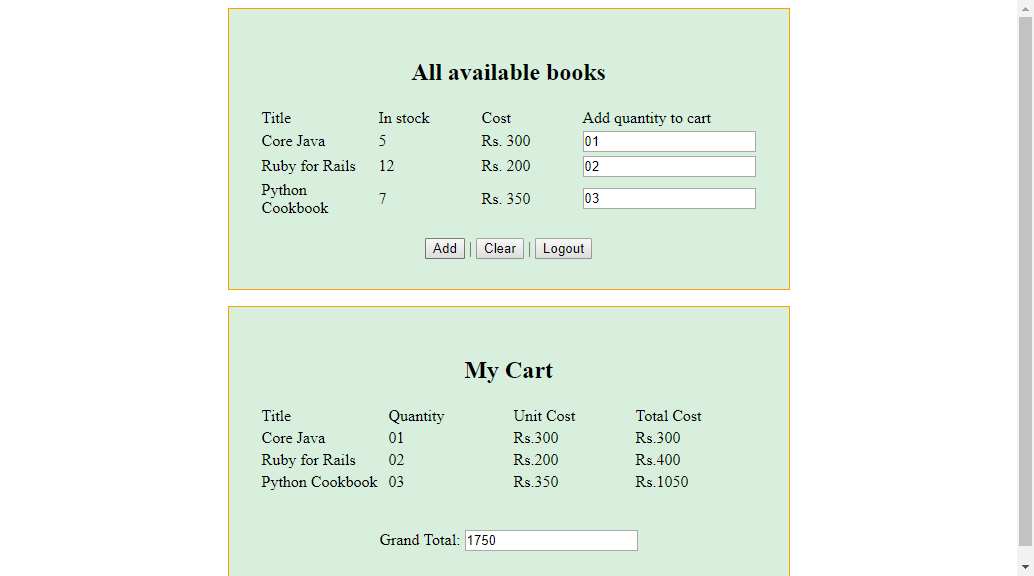 All available books
Title In stock Cost Add quantity to cart
Core Java 5 Rs. 300 01
Ruby for Rails 12 Rs. 200 02
Python Cookbook 7 Rs. 350 03
Add | Clear | Logout
My Cart
Title Quantity Unit Cost Total Cost
Core Java 01 Rs.300 Rs.300
Ruby for Rails 02 Rs.200 Rs.400
Python Cookbook 03 Rs.350 Rs.1050
Grand Total: 1750